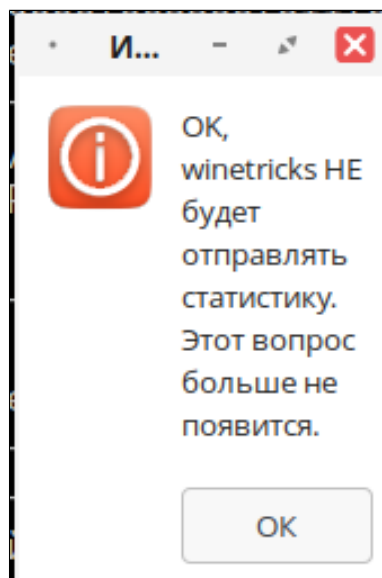 И...
OK,
winetricks НЕ
будет
отправлять
статистику.
Этот вопрос
больше не
появится.
ОК